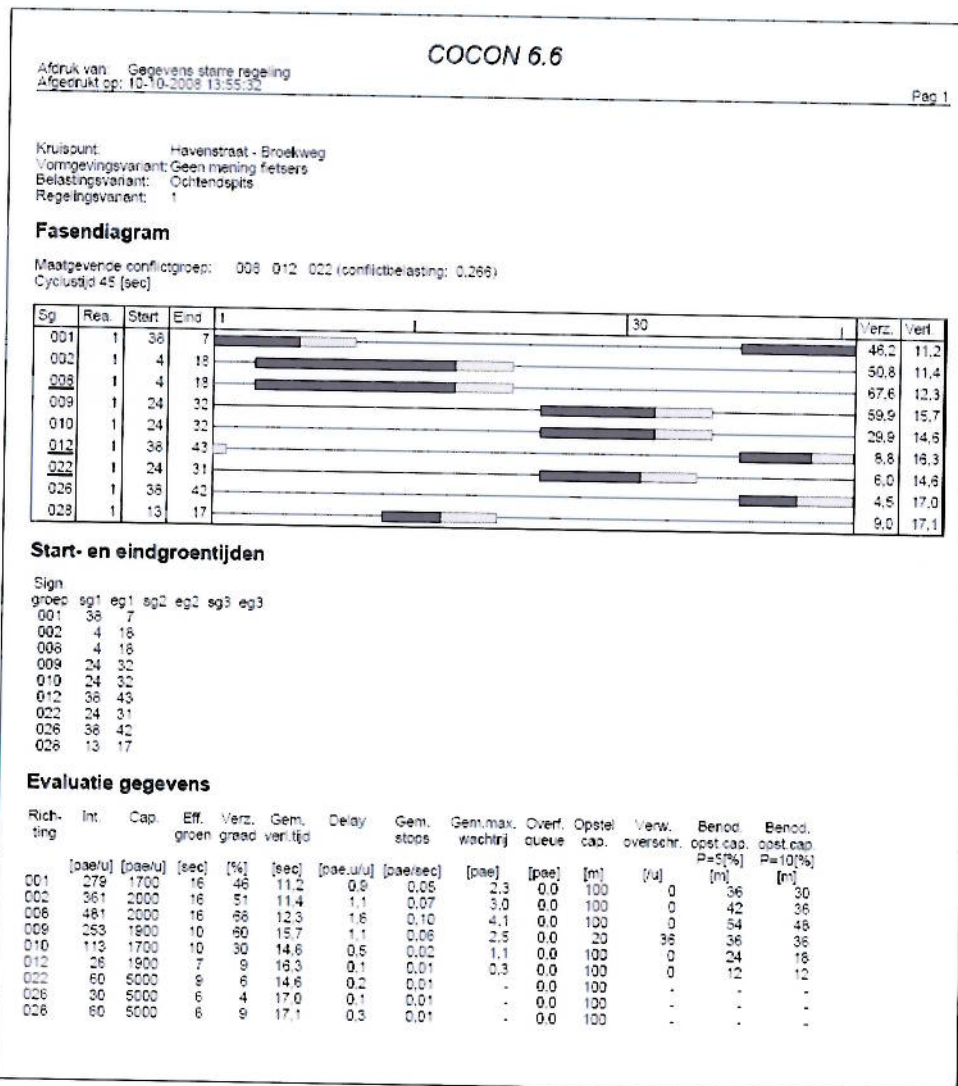 COCON 6.6
Afdruk van: Gegevens starre regeling
Afgedrukt op: 10-10-2008 13:55:32
Pag 1
Kruispunt: Havenstraat - Broekweg
Vormgevingsvariant: Geen mening fietsers
Belastingsvariant: Ochtendspits
Regelingsvariant: 1
Fasendiagram
Maatgevende conflictgroep: 008 012 022 (conflictbelasting: 0,266)
Cyclustijd 45 [sec]
Sg Rea. Start Eind 1 30 Verz. Verl.
001 1 38 7 46,2 11,2
002 1 4 18 50,8 11,4
008 1 4 18 67,6 12,3
009 1 24 32 59,9 15,7
010 1 24 32 29,9 14,6
012 1 38 43 8,8 16,3
022 1 24 31 6,0 14,6
026 1 38 42 4,5 17,0
028 1 13 17 9,0 17,1
Start- en eindgroentijden
Sign.
groep sg1 eg1 sg2 eg2 sg3 eg3
001 38 7
002 4 18
008 4 18
009 24 32
010 24 32
012 38 43
022 24 31
026 38 42
028 13 17
Evaluatie gegevens
Rich- Int. Cap. Eff. Verz. Gem. Delay Gem. Gem.max. Overf. Opstel Verw. Benod. Benod.
ting groen graad verl.tijd stops wachtrij queue cap. overschr. opst.cap. opst.cap.
P=5[%] P=10[%]
[pae/u] [pae/u] [sec] [%] [sec] [pae.u/u] [pae/sec] [pae] [pae] [m] [/u] [m] [m]
001 279 1700 16 46 11,2 0,9 0,05 2,3 0,0 100 0 36 30
002 361 2000 16 51 11,4 1,1 0,07 3,0 0,0 100 0 42 36
008 481 2000 16 68 12,3 1,6 0,10 4,1 0,0 100 0 54 48
009 253 1900 10 60 15,7 1,1 0,06 2,5 0,0 20 36 36 36
010 113 1700 10 30 14,6 0,5 0,02 1,1 0,0 100 0 24 18
012 26 1900 7 9 16,3 0,1 0,01 0,3 0,0 100 0 12 12
022 60 5000 9 6 14,6 0,2 0,01 - 0,0 100 - - -
026 30 5000 6 4 17,0 0,1 0,01 - 0,0 100 - - -
028 60 5000 6 9 17,1 0,3 0,01 - 0,0 100 - - -